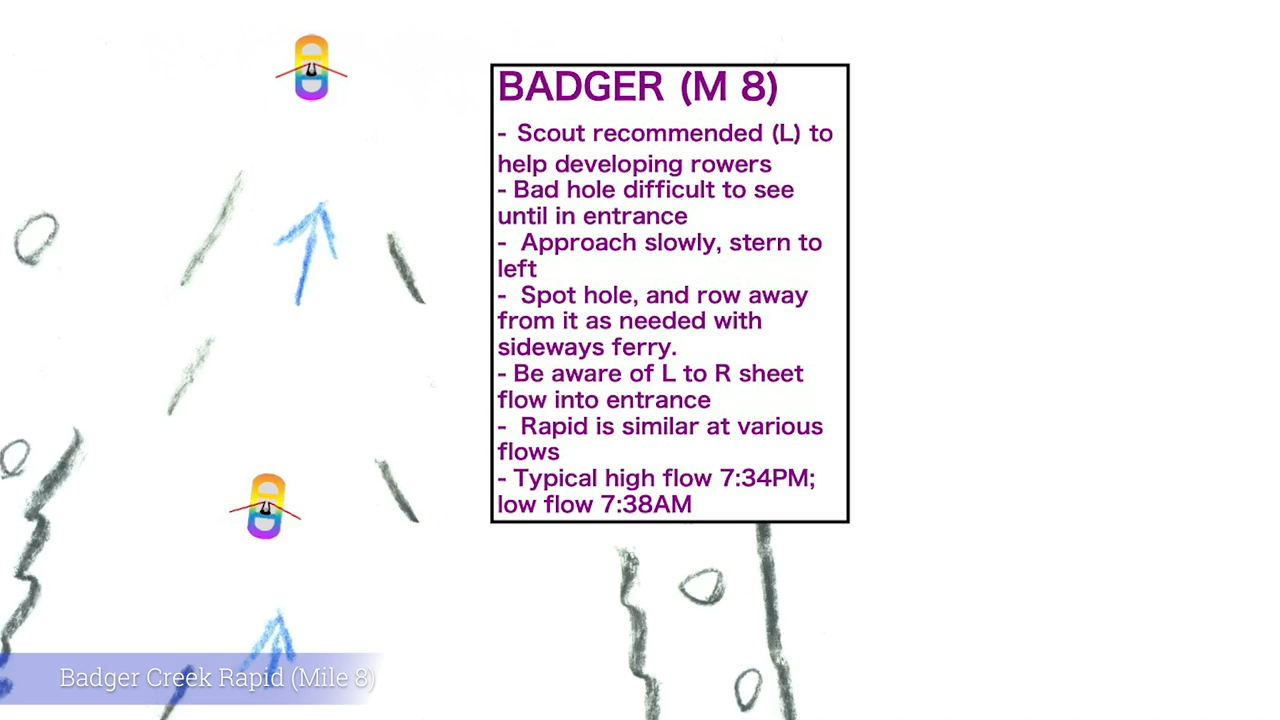 BADGER (M 8)
- Scout recommended (L) to
help developing rowers
- Bad hole difficult to see
until in entrance
- Approach slowly, stern to
left
- Spot hole, and row away
from it as needed with
sideways ferry.
- Be aware of L to R sheet
flow into entrance
- Rapid is similar at various
flows
- Typical high flow 7:34PM;
low flow 7:38AM
Badger Creek Rapid (Mile 8)